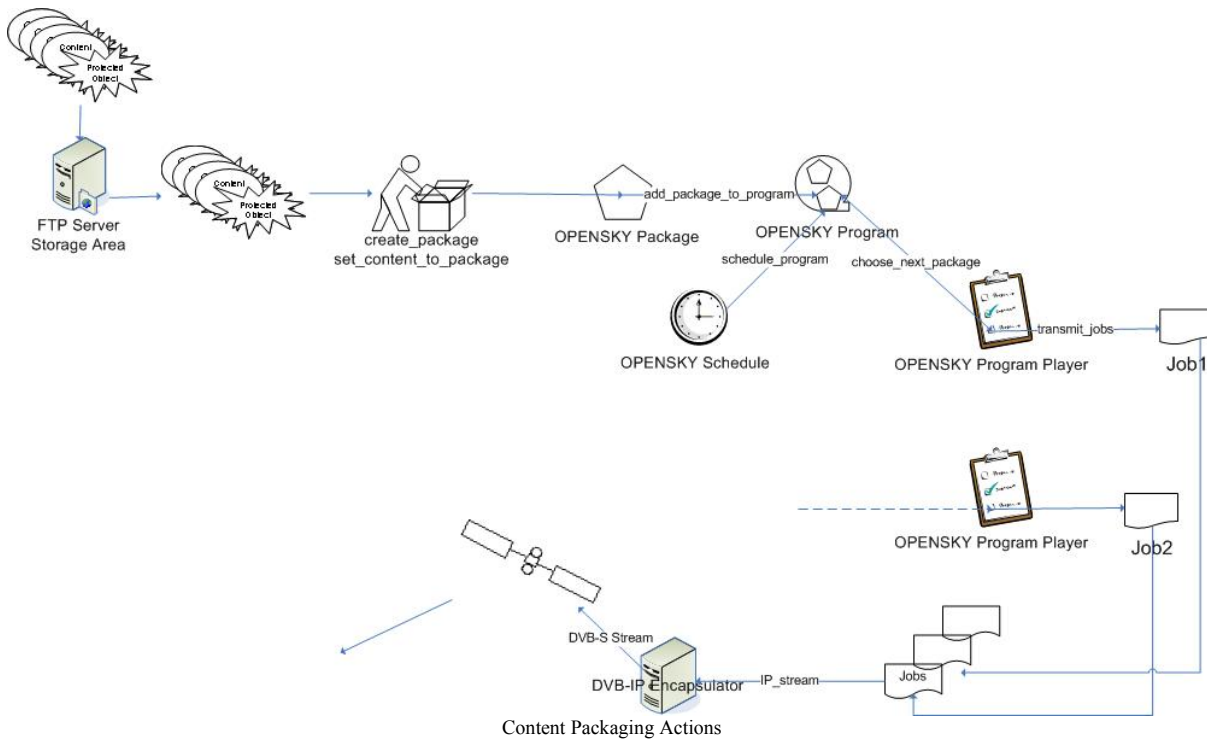 Content
Protected
Object
FTP Server
Storage Area
Content
Protected
Object
create_package
set_content_to_package
OPENSKY Package
add_package_to_program
OPENSKY Program
schedule_program
choose_next_package
OPENSKY Schedule
OPENSKY Program Player
transmit_jobs
Job1
OPENSKY Program Player
Job2
DVB-S Stream
DVB-IP Encapsulator
IP_stream
Jobs
Content Packaging Actions